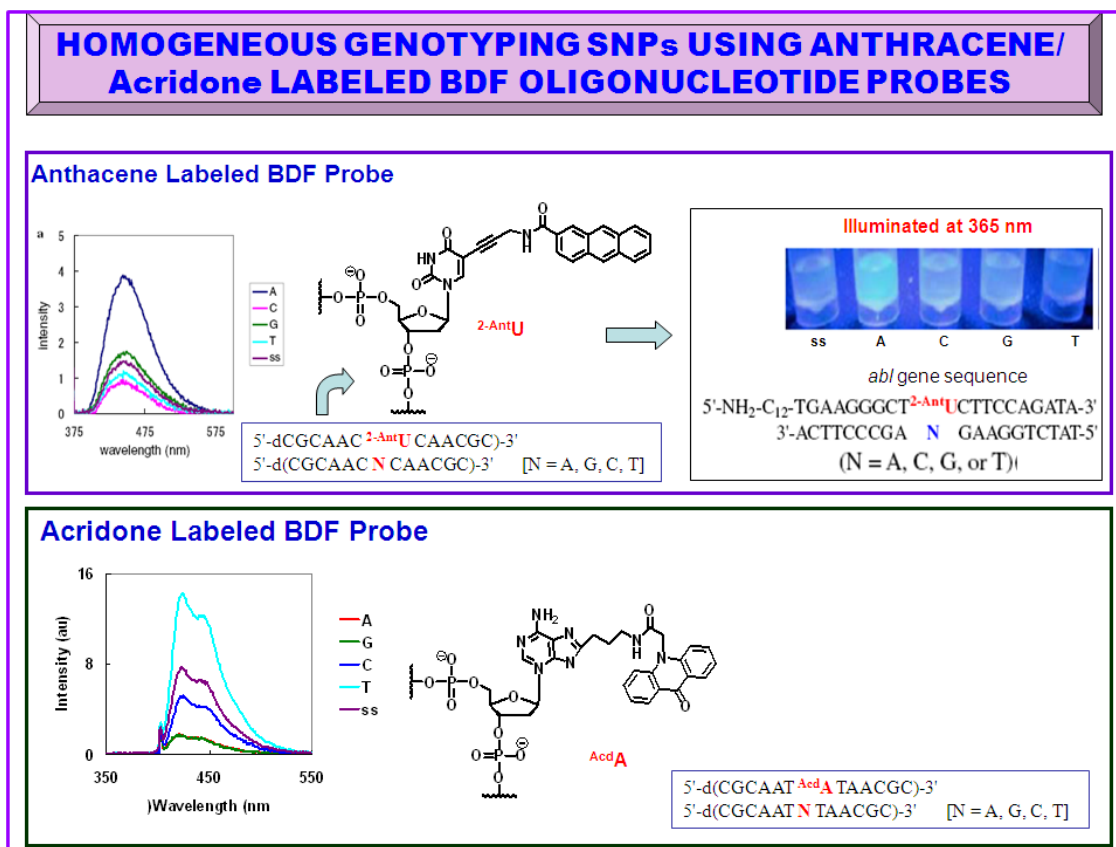 HOMOGENEOUS GENOTYPING SNPs USING ANTHRACENE/
Acridone LABELED BDF OLIGONUCLEOTIDE PROBES
Anthacene Labeled BDF Probe
a
5
4
3
2
1
0
Intensity
375 475 575
wavelength (nm)
A
C
G
T
ss
O
HN
O
N
O
NH
⊖O
O-P-O
O
O
O
O=P-O⊖
O
2-AntU
5'-dCGCAAC 2-AntU CAACGC)-3'
5'-d(CGCAAC N CAACGC)-3' [N = A, G, C, T]
Illuminated at 365 nm
ss A C G T
abl gene sequence
5'-NH2-C12-TGAAGGGCT2-AntUCTTCCAGATA-3'
3'-ACTTCCCGA N GAAGGTCTAT-5'
(N = A, C, G, or T)(
Acridone Labeled BDF Probe
16
8
0
Intensity (au)
350 450 550
)Wavelength (nm
A
G
C
T
ss
NH2
N
N
N
N
O
N
H
N
O
⊖O
O-P-O
O
O
O
O=P-O⊖
O
AcdA
5'-d(CGCAAT AcdA TAACGC)-3'
5'-d(CGCAAT N TAACGC)-3' [N = A, G, C, T]